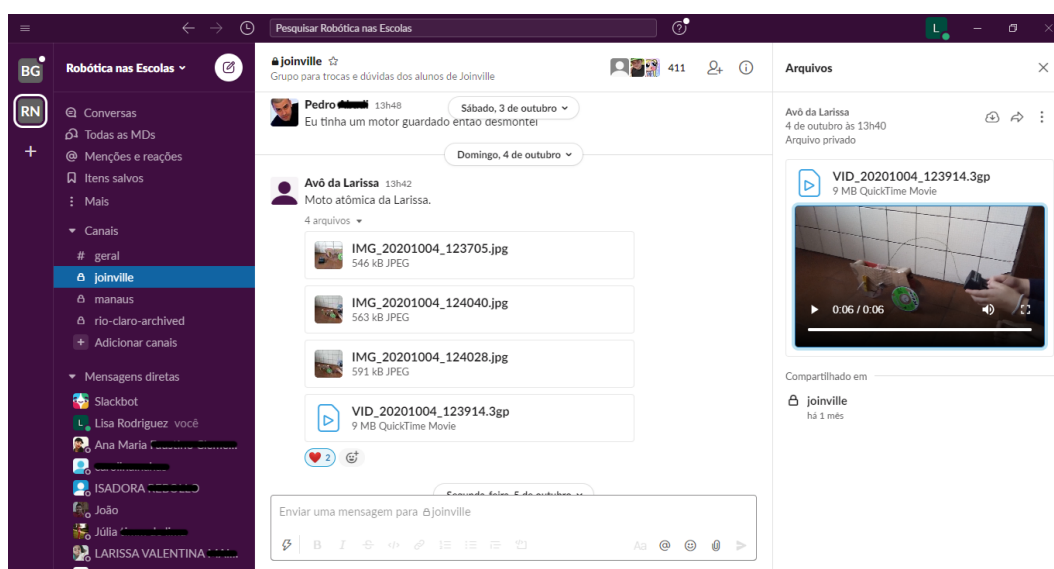 Pesquisar Robótica nas Escolas
L
BG
RN
Robótica nas Escolas
Conversas
Todas as MDs
@ Menções e reações
Itens salvos
Mais
Canais
# geral
joinville
manaus
rio-claro-archived
+ Adicionar canais
Mensagens diretas
Slackbot
L Lisa Rodriguez você
Ana Maria
ISADORA
João
Júlia
LARISSA VALENTINA
joinville
Grupo para trocas e dúvidas dos alunos de Joinville
411
Pedro 13h48
Sábado, 3 de outubro
Eu tinha um motor guardado então desmontei
Domingo, 4 de outubro
Avô da Larissa 13h42
Moto atômica da Larissa.
4 arquivos
IMG_20201004_123705.jpg
546 kB JPEG
IMG_20201004_124040.jpg
563 kB JPEG
IMG_20201004_124028.jpg
591 kB JPEG
VID_20201004_123914.3gp
9 MB QuickTime Movie
2
Segunda-feira, 5 de outubro
Enviar uma mensagem para joinville
B I S </> Aa @
Arquivos
Avô da Larissa
4 de outubro às 13h40
Arquivo privado
VID_20201004_123914.3gp
9 MB QuickTime Movie
0:06 / 0:06
Compartilhado em
joinville
há 1 mês